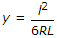 y = l²/6RL